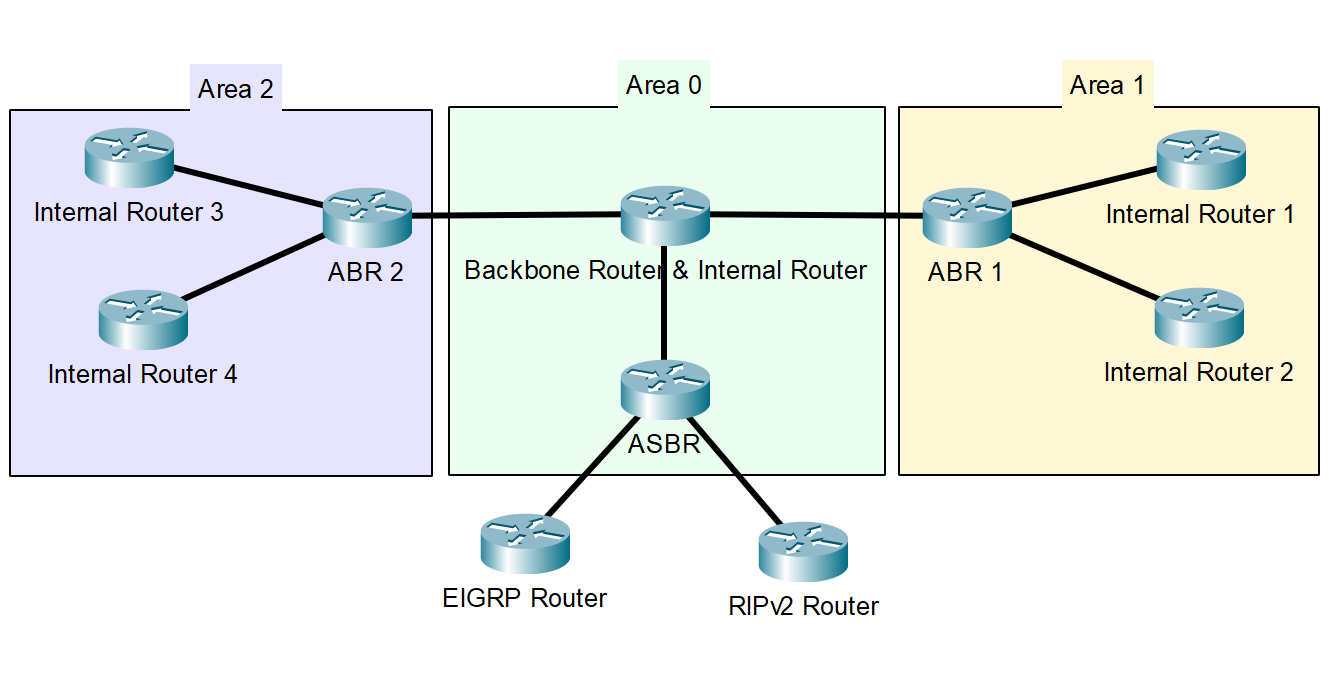 Area 2
Area 0
Area 1
Internal Router 3
Internal Router 1
ABR 2
Backbone Router & Internal Router
ABR 1
Internal Router 4
Internal Router 2
ASBR
EIGRP Router
RIPv2 Router